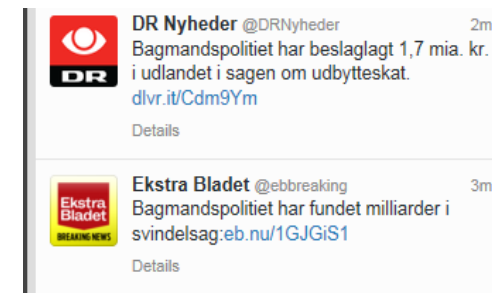 DR Nyheder @DRNyheder 2m
Bagmandspolitiet har beslaglagt 1,7 mia. kr.
i udlandet i sagen om udbytteskat.
dlvr.it/Cdm9Ym
Details
DR
Ekstra Bladet @ebbreaking 3m
Bagmandspolitiet har fundet milliarder i
svindelsag:eb.nu/1GJGiS1
Details
Ekstra
Bladet
BREAKING NEWS